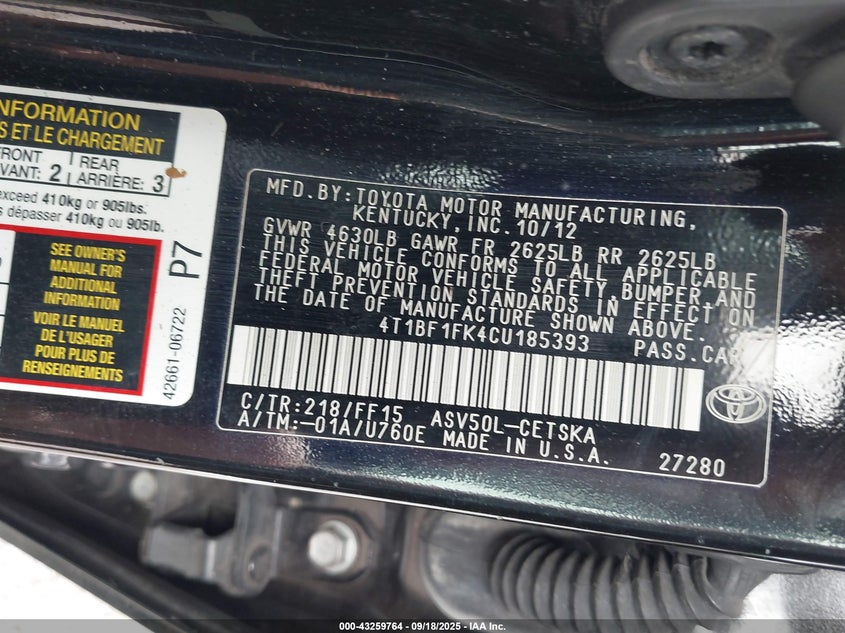 INFORMATION
S ET LE CHARGEMENT
FRONT
VANT: 2
REAR
ARRIÈRE: 3
exceed 410kg or 905lbs.
s dépasser 410kg ou 905lb.
SEE OWNER'S
MANUAL FOR
ADDITIONAL
INFORMATION
VOIR LE MANUEL
DE L'USAGER
POUR PLUS DE
RENSEIGNEMENTS
P7
42661-06722
MFD.BY:TOYOTA MOTOR MANUFACTURING,
KENTUCKY, INC.10/12
GVWR 4630LB GAWR FR 2625LB RR 2625LB
THIS VEHICLE CONFORMS TO ALL APPLICABLE
FEDERAL MOTOR VEHICLE SAFETY, BUMPER, AND
THEFT PREVENTION STANDARDS IN EFFECT ON
THE DATE OF MANUFACTURE SHOWN ABOVE.
4T1BF1FK4CU185393 PASS.CAR
C/TR:218/FF15 ASV50L-CETSKA
A/TM:-01A/U760E MADE IN U.S.A.
27280
TOYOTA
000-43259764 - 09/18/2025 - IAA Inc.